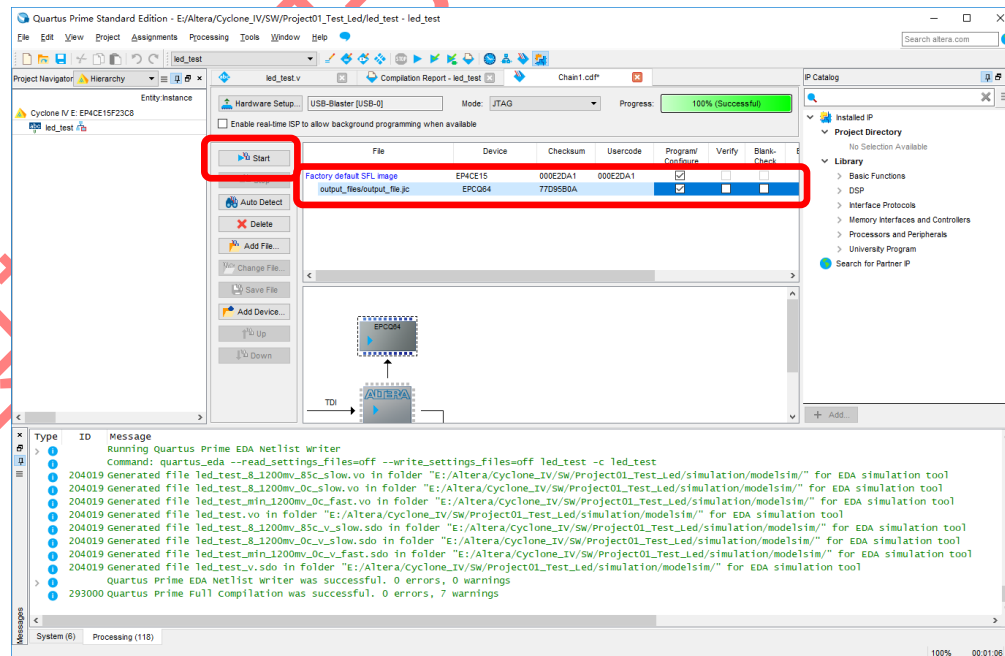 Quartus Prime Standard Edition - E:/Altera/Cyclone_IV/SW/Project01_Test_Led/led_test - led_test
File Edit View Project Assignments Processing Tools Window Help
Search altera.com
led_test
Project Navigator Hierarchy
led_test.v Compilation Report - led_test Chain1.cdf*
IP Catalog
Entity:Instance
Cyclone IV E: EP4CE15F23C8
led_test
Hardware Setup... USB-Blaster [USB-0] Mode: JTAG Progress: 100% (Successful)
Enable real-time ISP to allow background programming when available
Start
Auto Detect
Delete
Add File...
Change File...
Save File
Add Device...
Up
Down
File Device Checksum Usercode Program/ Configure Verify Blank- Check
Factory default SFL image EP4CE15 000E2DA1 000E2DA1
output_files/output_file.jic EPCQ64 77D95B0A
EPCQ64
TDI
ALTERA
Installed IP
Project Directory
No Selection Available
Library
Basic Functions
DSP
Interface Protocols
Memory Interfaces and Controllers
Processors and Peripherals
University Program
Search for Partner IP
+ Add...
Type ID Message
Running Quartus Prime EDA Netlist Writer
Command: quartus_eda --read_settings_files=off --write_settings_files=off led_test -c led_test
204019 Generated file led_test_8_1200mv_85c_slow.vo in folder "E:/Altera/Cyclone_IV/SW/Project01_Test_Led/simulation/modelsim/" for EDA simulation tool
204019 Generated file led_test_8_1200mv_0c_slow.vo in folder "E:/Altera/Cyclone_IV/SW/Project01_Test_Led/simulation/modelsim/" for EDA simulation tool
204019 Generated file led_test_min_1200mv_0c_fast.vo in folder "E:/Altera/Cyclone_IV/SW/Project01_Test_Led/simulation/modelsim/" for EDA simulation tool
204019 Generated file led_test.vo in folder "E:/Altera/Cyclone_IV/SW/Project01_Test_Led/simulation/modelsim/" for EDA simulation tool
204019 Generated file led_test_8_1200mv_85c_v_slow.sdo in folder "E:/Altera/Cyclone_IV/SW/Project01_Test_Led/simulation/modelsim/" for EDA simulation tool
204019 Generated file led_test_8_1200mv_0c_v_slow.sdo in folder "E:/Altera/Cyclone_IV/SW/Project01_Test_Led/simulation/modelsim/" for EDA simulation tool
204019 Generated file led_test_min_1200mv_0c_v_fast.sdo in folder "E:/Altera/Cyclone_IV/SW/Project01_Test_Led/simulation/modelsim/" for EDA simulation tool
204019 Generated file led_test_v.sdo in folder "E:/Altera/Cyclone_IV/SW/Project01_Test_Led/simulation/modelsim/" for EDA simulation tool
Quartus Prime EDA Netlist Writer was successful. 0 errors, 0 warnings
293000 Quartus Prime Full Compilation was successful. 0 errors, 7 warnings
Messages
System (6) Processing (118)
100% 00:01:06